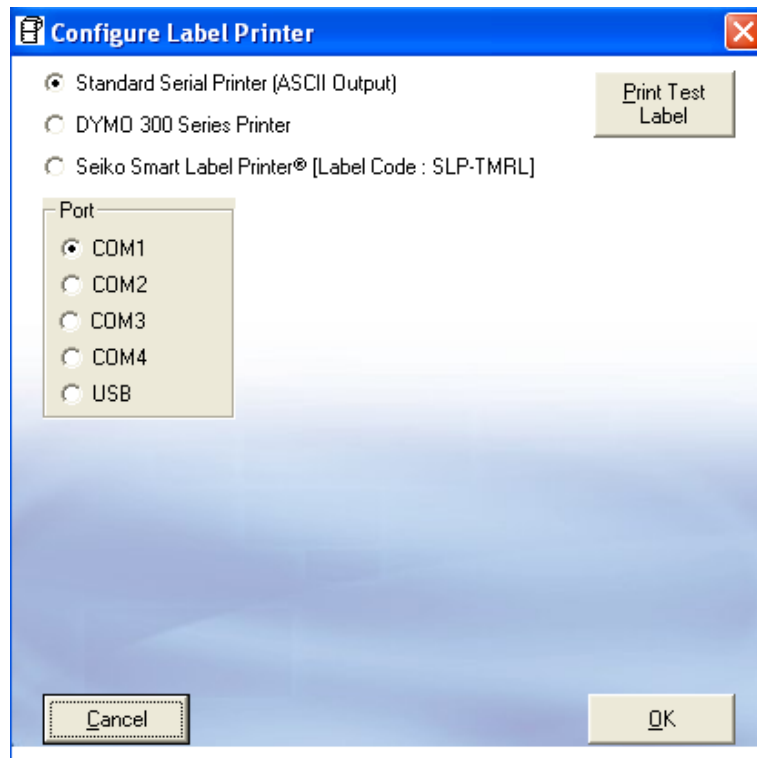 Configure Label Printer
Standard Serial Printer (ASCII Output)
Print Test
Label
DYMO 300 Series Printer
Seiko Smart Label Printer® [Label Code : SLP-TMRL]
Port
COM1
COM2
COM3
COM4
USB
Cancel
OK